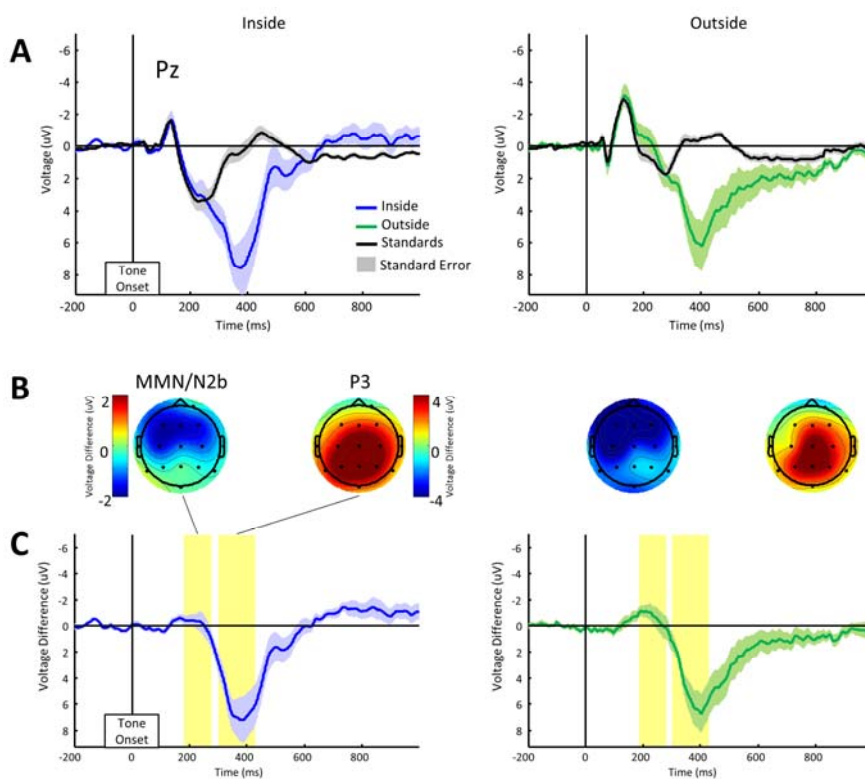 Inside
Outside
A
Pz
-6
-4
-2
0
2
4
6
8
Voltage (uV)
Inside
Outside
Standards
Standard Error
Tone
Onset
-200 0 200 400 600 800
Time (ms)
-6
-4
-2
0
2
4
6
8
Voltage (uV)
-200 0 200 400 600 800
Time (ms)
B
MMN/N2b
P3
2
0
-2
Voltage Difference (uV)
4
0
-4
Voltage Difference (uV)
C
-6
-4
-2
0
2
4
6
8
Voltage Difference (uV)
Tone
Onset
-200 0 200 400 600 800
Time (ms)
-6
-4
-2
0
2
4
6
8
Voltage Difference (uV)
-200 0 200 400 600 800
Time (ms)